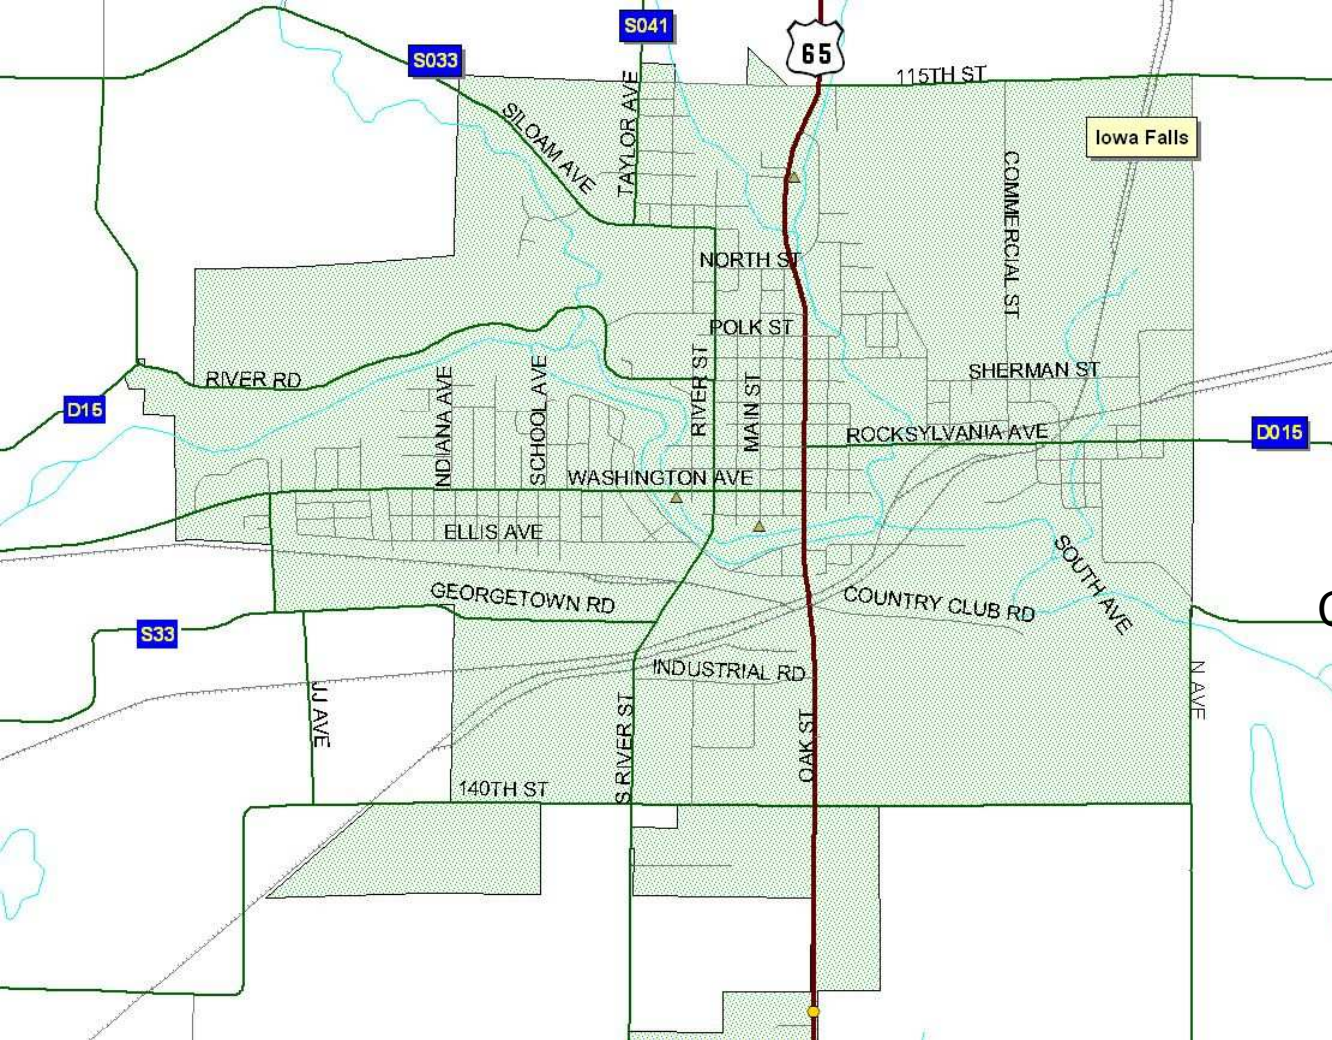 S041
65
S033
115TH ST
TAYLOR AVE
SILOAM AVE
Iowa Falls
COMMERCIAL ST
NORTH ST
POLK ST
RIVER RD
INDIANA AVE
SCHOOL AVE
RIVER ST
MAIN ST
SHERMAN ST
D15
ROCKSYLVANIA AVE
D015
WASHINGTON AVE
ELLIS AVE
SOUTH AVE
GEORGETOWN RD
COUNTRY CLUB RD
S33
INDUSTRIAL RD
JJ AVE
S RIVER ST
OAK ST
N AVE
140TH ST